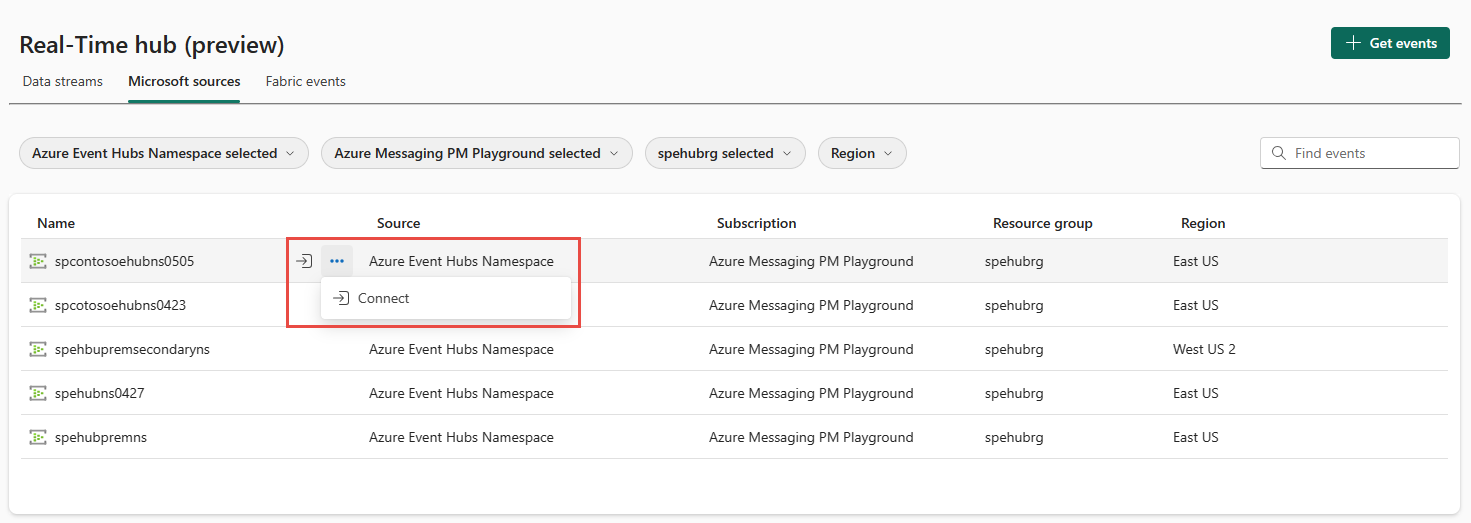 Real-Time hub (preview)
Get events
Data streams Microsoft sources Fabric events
Azure Event Hubs Namespace selected Azure Messaging PM Playground selected spehubrg selected Region Find events
Name Source Subscription Resource group Region
spcontosoehubns0505 ••• Azure Event Hubs Namespace Azure Messaging PM Playground spehubrg East US
Connect
spcotosoehubns0423 Azure Messaging PM Playground spehubrg East US
spehbupremsecondaryns Azure Event Hubs Namespace Azure Messaging PM Playground spehubrg West US 2
spehubns0427 Azure Event Hubs Namespace Azure Messaging PM Playground spehubrg East US
spehubpremns Azure Event Hubs Namespace Azure Messaging PM Playground spehubrg East US